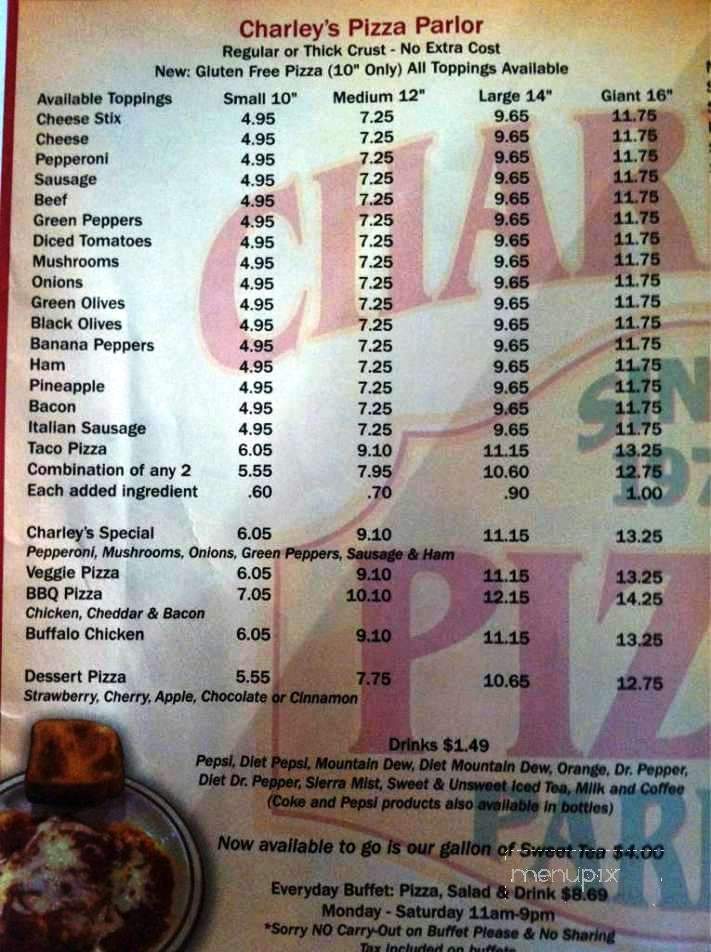 Charley's Pizza Parlor
Regular or Thick Crust - No Extra Cost
New: Gluten Free Pizza (10" Only) All Toppings Available
Available Toppings Small 10" Medium 12" Large 14" Giant 16"
Cheese Stix 4.95 7.25 9.65 11.75
Cheese 4.95 7.25 9.65 11.75
Pepperoni 4.95 7.25 9.65 11.75
Sausage 4.95 7.25 9.65 11.75
Beef 4.95 7.25 9.65 11.75
Green Peppers 4.95 7.25 9.65 11.75
Diced Tomatoes 4.95 7.25 9.65 11.75
Mushrooms 4.95 7.25 9.65 11.75
Onions 4.95 7.25 9.65 11.75
Green Olives 4.95 7.25 9.65 11.75
Black Olives 4.95 7.25 9.65 11.75
Banana Peppers 4.95 7.25 9.65 11.75
Ham 4.95 7.25 9.65 11.75
Pineapple 4.95 7.25 9.65 11.75
Bacon 4.95 7.25 9.65 11.75
Italian Sausage 4.95 7.25 9.65 11.75
Taco Pizza 6.05 9.10 11.15 13.25
Combination of any 2 5.55 7.95 10.60 12.75
Each added ingredient .60 .70 .90 1.00
Charley's Special 6.05 9.10 11.15 13.25
Pepperoni, Mushrooms, Onions, Green Peppers, Sausage & Ham
Veggie Pizza 6.05 9.10 11.15 13.25
BBQ Pizza 7.05 10.10 12.15 14.25
Chicken, Cheddar & Bacon
Buffalo Chicken 6.05 9.10 11.15 13.25
Dessert Pizza 5.55 7.75 10.65 12.75
Strawberry, Cherry, Apple, Chocolate or Cinnamon
Drinks $1.49
Pepsi, Diet Pepsi, Mountain Dew, Diet Mountain Dew, Orange, Dr. Pepper,
Diet Dr. Pepper, Sierra Mist, Sweet & Unsweet Iced Tea, Milk and Coffee
(Coke and Pepsi products also available in bottles)
Now available to go is our gallon of Sweet Tea $4.00
menupix
Everyday Buffet: Pizza, Salad & Drink $8.69
Monday - Saturday 11am-9pm
*Sorry NO Carry-Out on Buffet Please & No Sharing
Tax included on buffets
CHAR
SIN
197
PIZ
PAR